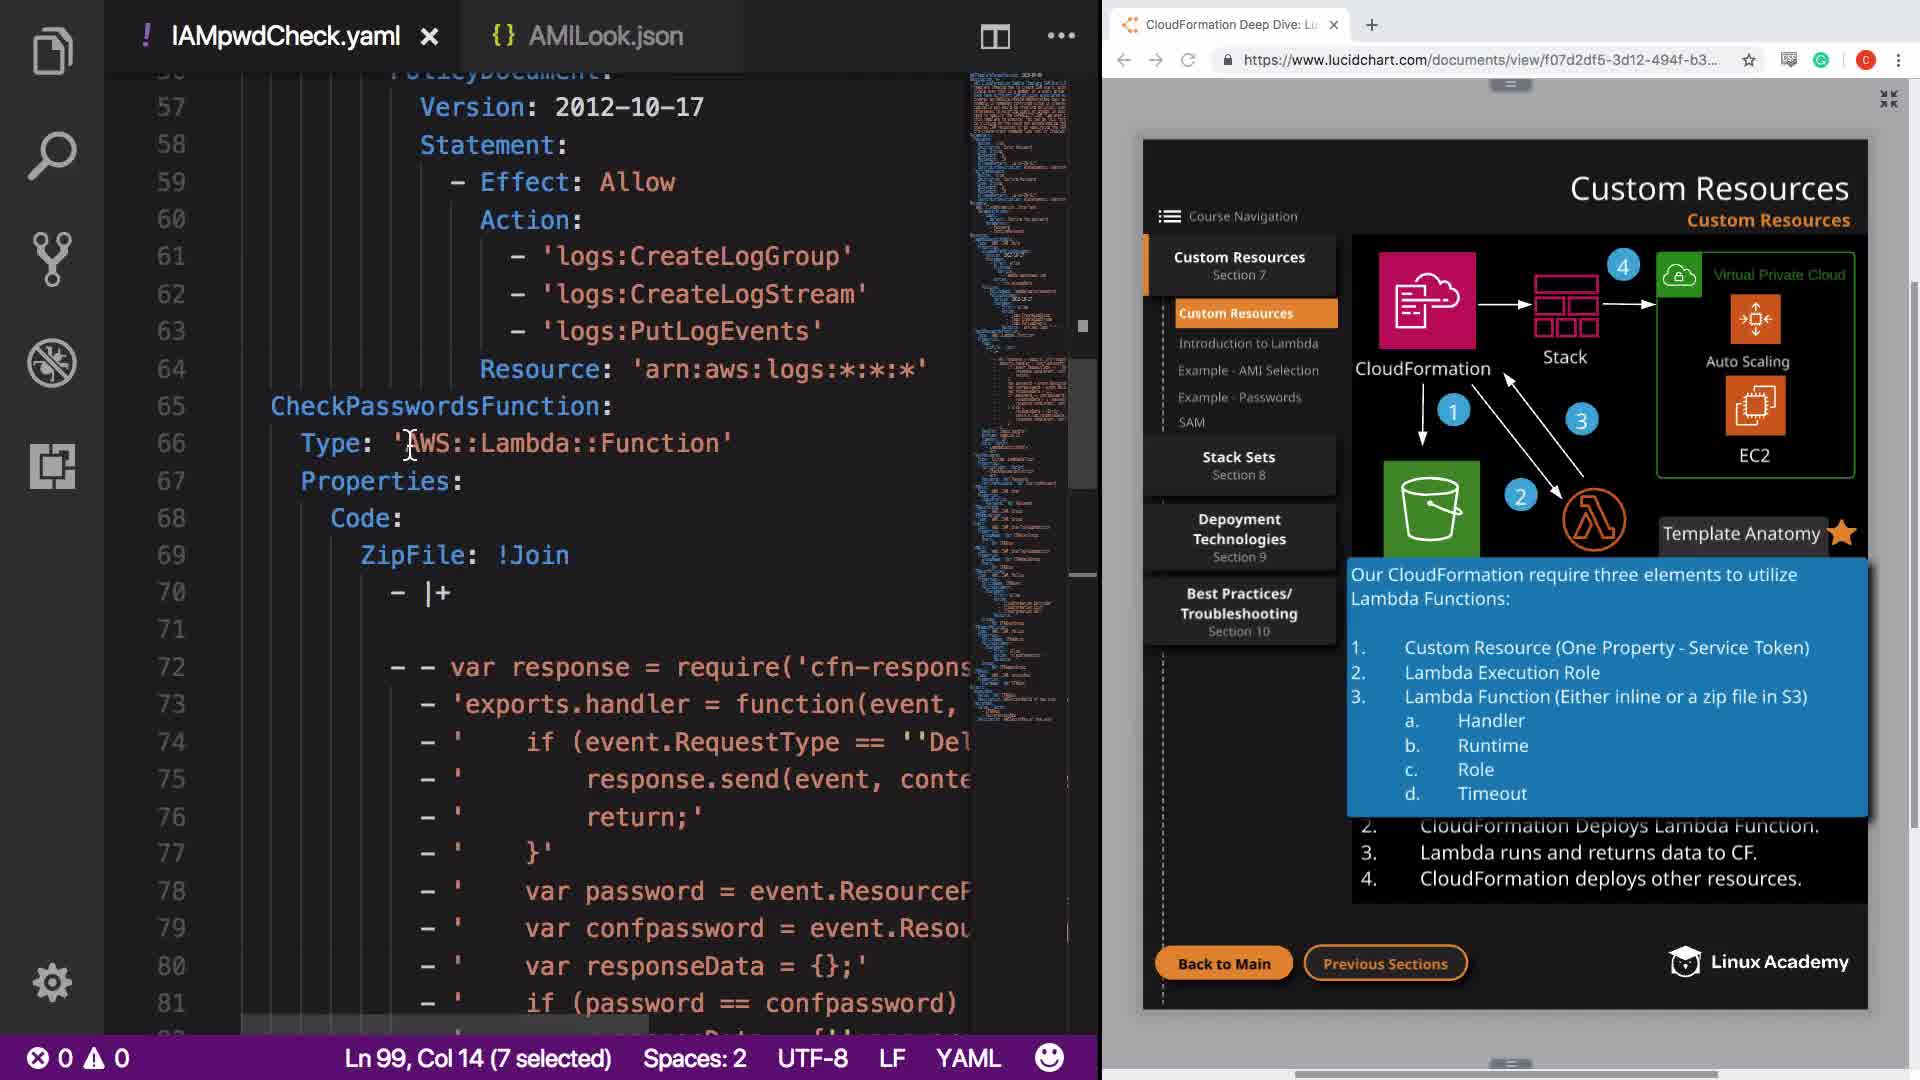 IAMpwdCheck.yaml
AMILook.json
57 Version: 2012-10-17
58 Statement:
59 - Effect: Allow
60 Action:
61 - 'logs:CreateLogGroup'
62 - 'logs:CreateLogStream'
63 - 'logs:PutLogEvents'
64 Resource: 'arn:aws:logs:*:*:*'
65 CheckPasswordsFunction:
66 Type: 'AWS::Lambda::Function'
67 Properties:
68 Code:
69 ZipFile: !Join
70 - |+
71
72 - - var response = require('cfn-respons
73 - 'exports.handler = function(event,
74 - ' if (event.RequestType == ''Del
75 - ' response.send(event, conte
76 - ' return;'
77 - ' }'
78 - ' var password = event.ResourceP
79 - ' var confpassword = event.Resou
80 - ' var responseData = {};'
81 - ' if (password == confpassword)
0 0
Ln 99, Col 14 (7 selected)
Spaces: 2
UTF-8
LF
YAML
CloudFormation Deep Dive: Lu
https://www.lucidchart.com/documents/view/f07d2df5-3d12-494f-b3...
C
Custom Resources
Custom Resources
Course Navigation
Custom Resources
Section 7
Custom Resources
Introduction to Lambda
Example - AMI Selection
Example - Passwords
SAM
Stack Sets
Section 8
Depoyment
Technologies
Section 9
Best Practices/
Troubleshooting
Section 10
CloudFormation
Stack
4
Virtual Private Cloud
Auto Scaling
EC2
1
3
2
Template Anatomy
Our CloudFormation require three elements to utilize
Lambda Functions:
1. Custom Resource (One Property - Service Token)
2. Lambda Execution Role
3. Lambda Function (Either inline or a zip file in S3)
a. Handler
b. Runtime
c. Role
d. Timeout
2. CloudFormation Deploys Lambda Function.
3. Lambda runs and returns data to CF.
4. CloudFormation deploys other resources.
Back to Main
Previous Sections
Linux Academy